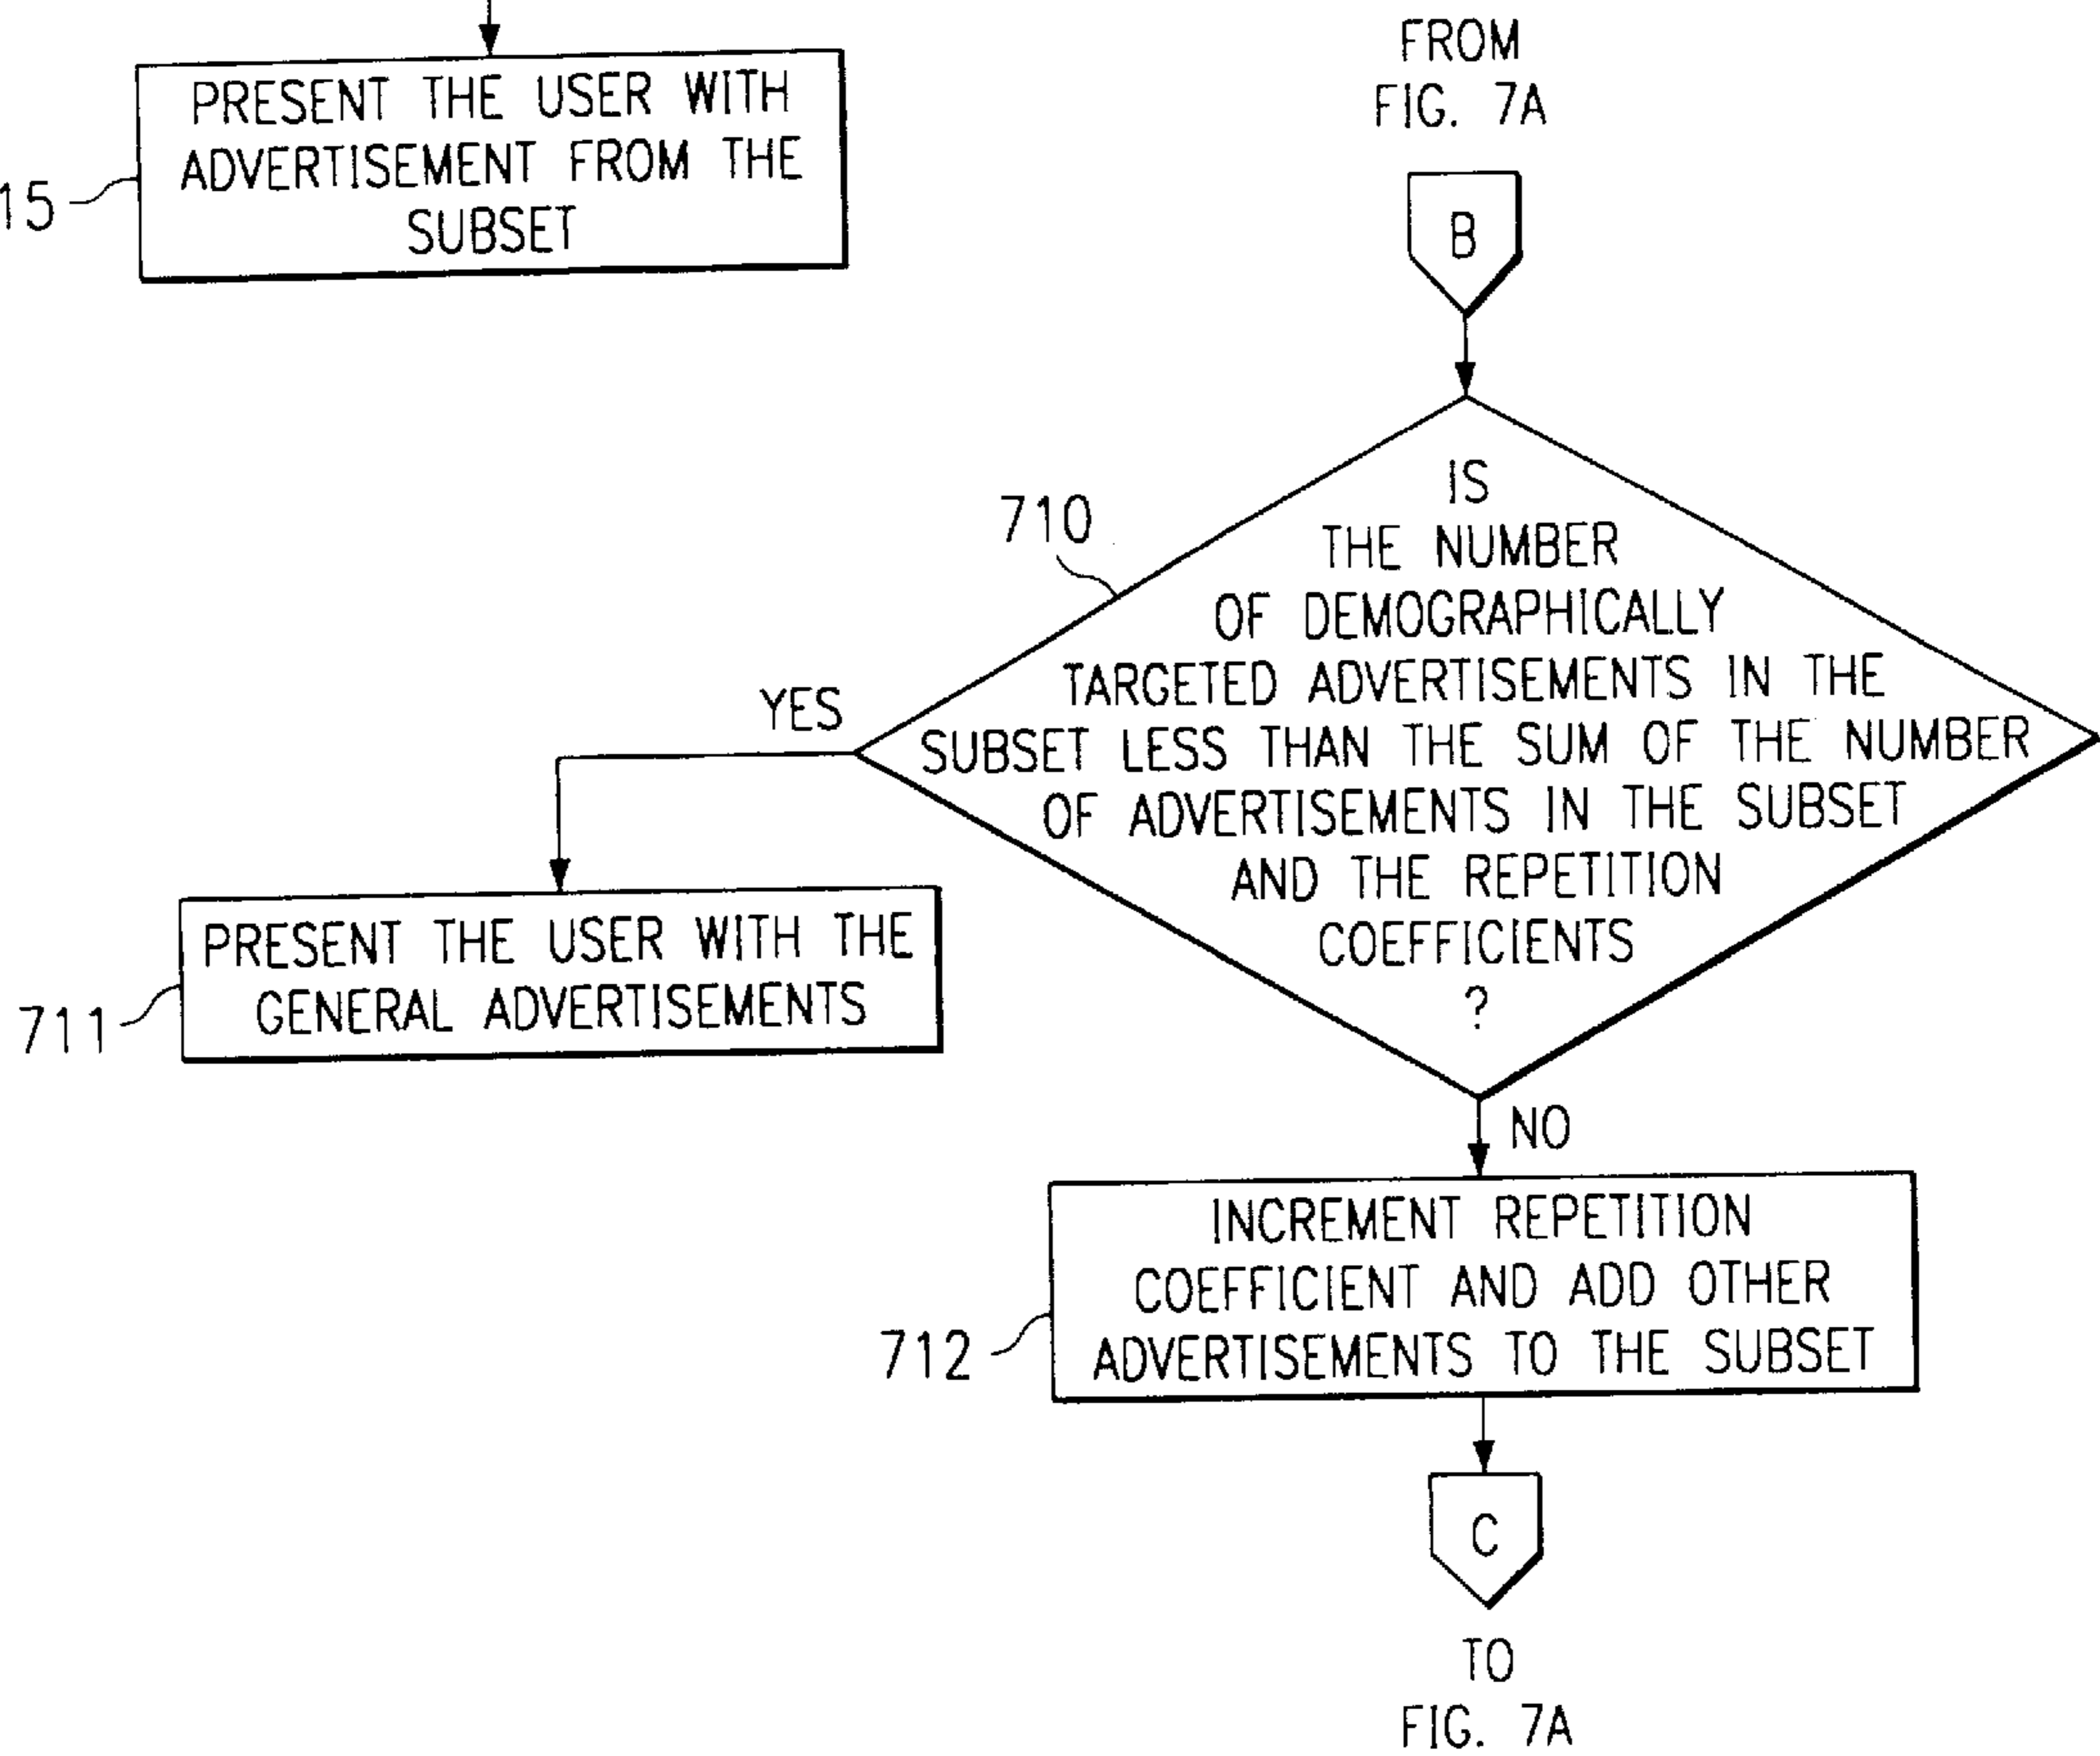 PRESENT THE USER WITH
ADVERTISEMENT FROM THE
SUBSET
15
FROM
FIG. 7A
B
710
IS
THE NUMBER
OF DEMOGRAPHICALLY
TARGETED ADVERTISEMENTS IN THE
SUBSET LESS THAN THE SUM OF THE NUMBER
OF ADVERTISEMENTS IN THE SUBSET
AND THE REPETITION
COEFFICIENTS
?
YES
PRESENT THE USER WITH THE
GENERAL ADVERTISEMENTS
711
NO
INCREMENT REPETITION
COEFFICIENT AND ADD OTHER
ADVERTISEMENTS TO THE SUBSET
712
C
TO
FIG. 7A